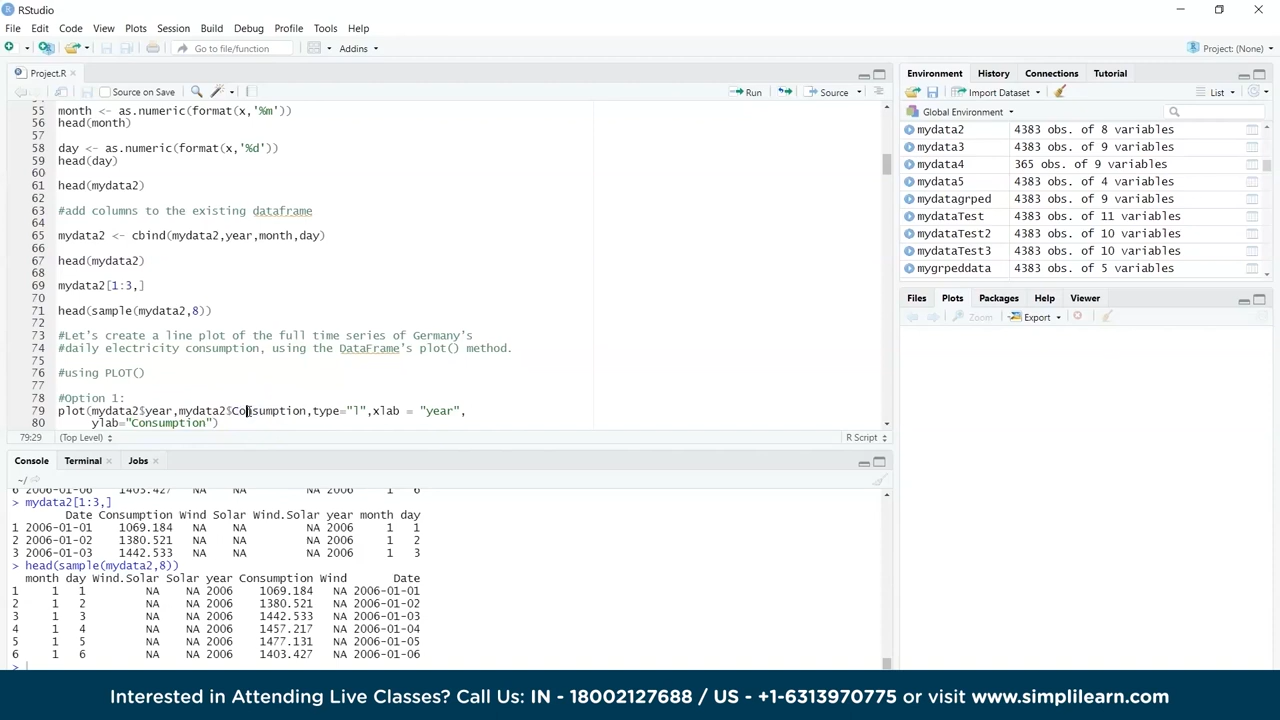 RStudio
File Edit Code View Plots Session Build Debug Profile Tools Help
Go to file/function Addins Project: (None)
Project.R
Source on Save Run Source
55 month <- as.numeric(format(x,'%m'))
56 head(month)
57
58 day <- as.numeric(format(x,'%d'))
59 head(day)
60
61 head(mydata2)
62
63 #add columns to the existing dataframe
64
65 mydata2 <- cbind(mydata2,year,month,day)
66
67 head(mydata2)
68
69 mydata2[1:3,]
70
71 head(sample(mydata2,8))
72
73 #Let's create a line plot of the full time series of Germany's
74 #daily electricity consumption, using the DataFrame's plot() method.
75
76 #using PLOT()
77
78 #Option 1:
79 plot(mydata2$year,mydata2$Consumption,type="l",xlab = "year",
80 ylab="Consumption")
79:29 (Top Level) R Script
Console Terminal Jobs
~/
6 2006-01-06 1403.427 NA NA NA 2006 1 6
> mydata2[1:3,]
Date Consumption Wind Solar Wind.Solar year month day
1 2006-01-01 1069.184 NA NA NA 2006 1 1
2 2006-01-02 1380.521 NA NA NA 2006 1 2
3 2006-01-03 1442.533 NA NA NA 2006 1 3
> head(sample(mydata2,8))
month day Wind.Solar Solar year Consumption Wind Date
1 1 1 NA NA 2006 1069.184 NA 2006-01-01
2 1 2 NA NA 2006 1380.521 NA 2006-01-02
3 1 3 NA NA 2006 1442.533 NA 2006-01-03
4 1 4 NA NA 2006 1457.217 NA 2006-01-04
5 1 5 NA NA 2006 1477.131 NA 2006-01-05
6 1 6 NA NA 2006 1403.427 NA 2006-01-06
>
Environment History Connections Tutorial
Import Dataset List
Global Environment
mydata2 4383 obs. of 8 variables
mydata3 4383 obs. of 9 variables
mydata4 365 obs. of 9 variables
mydata5 4383 obs. of 4 variables
mydatagrped 4383 obs. of 9 variables
mydataTest 4383 obs. of 11 variables
mydataTest2 4383 obs. of 10 variables
mydataTest3 4383 obs. of 10 variables
mygrpeddata 4383 obs. of 5 variables
Files Plots Packages Help Viewer
Zoom Export
Interested in Attending Live Classes? Call Us: IN - 18002127688 / US - +1-6313970775 or visit www.simplilearn.com